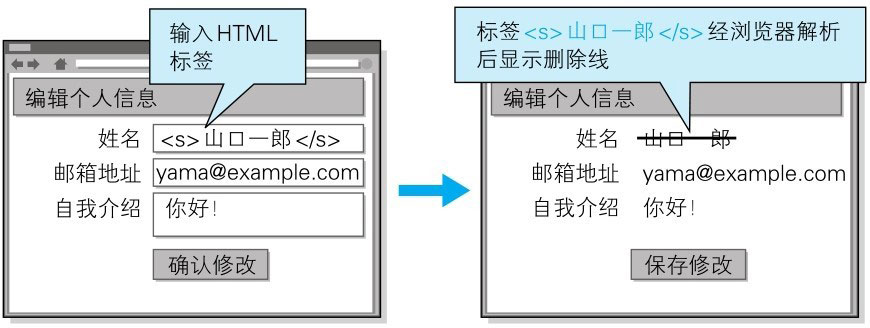 输入HTML
标签
编辑个人信息
姓名 <s>山口一郎</s>
邮箱地址 yama@example.com
自我介绍 你好!
确认修改
标签<s>山口一郎</s>经浏览器解析
后显示删除线
编辑个人信息
姓名 山口一郎
邮箱地址 yama@example.com
自我介绍 你好!
保存修改